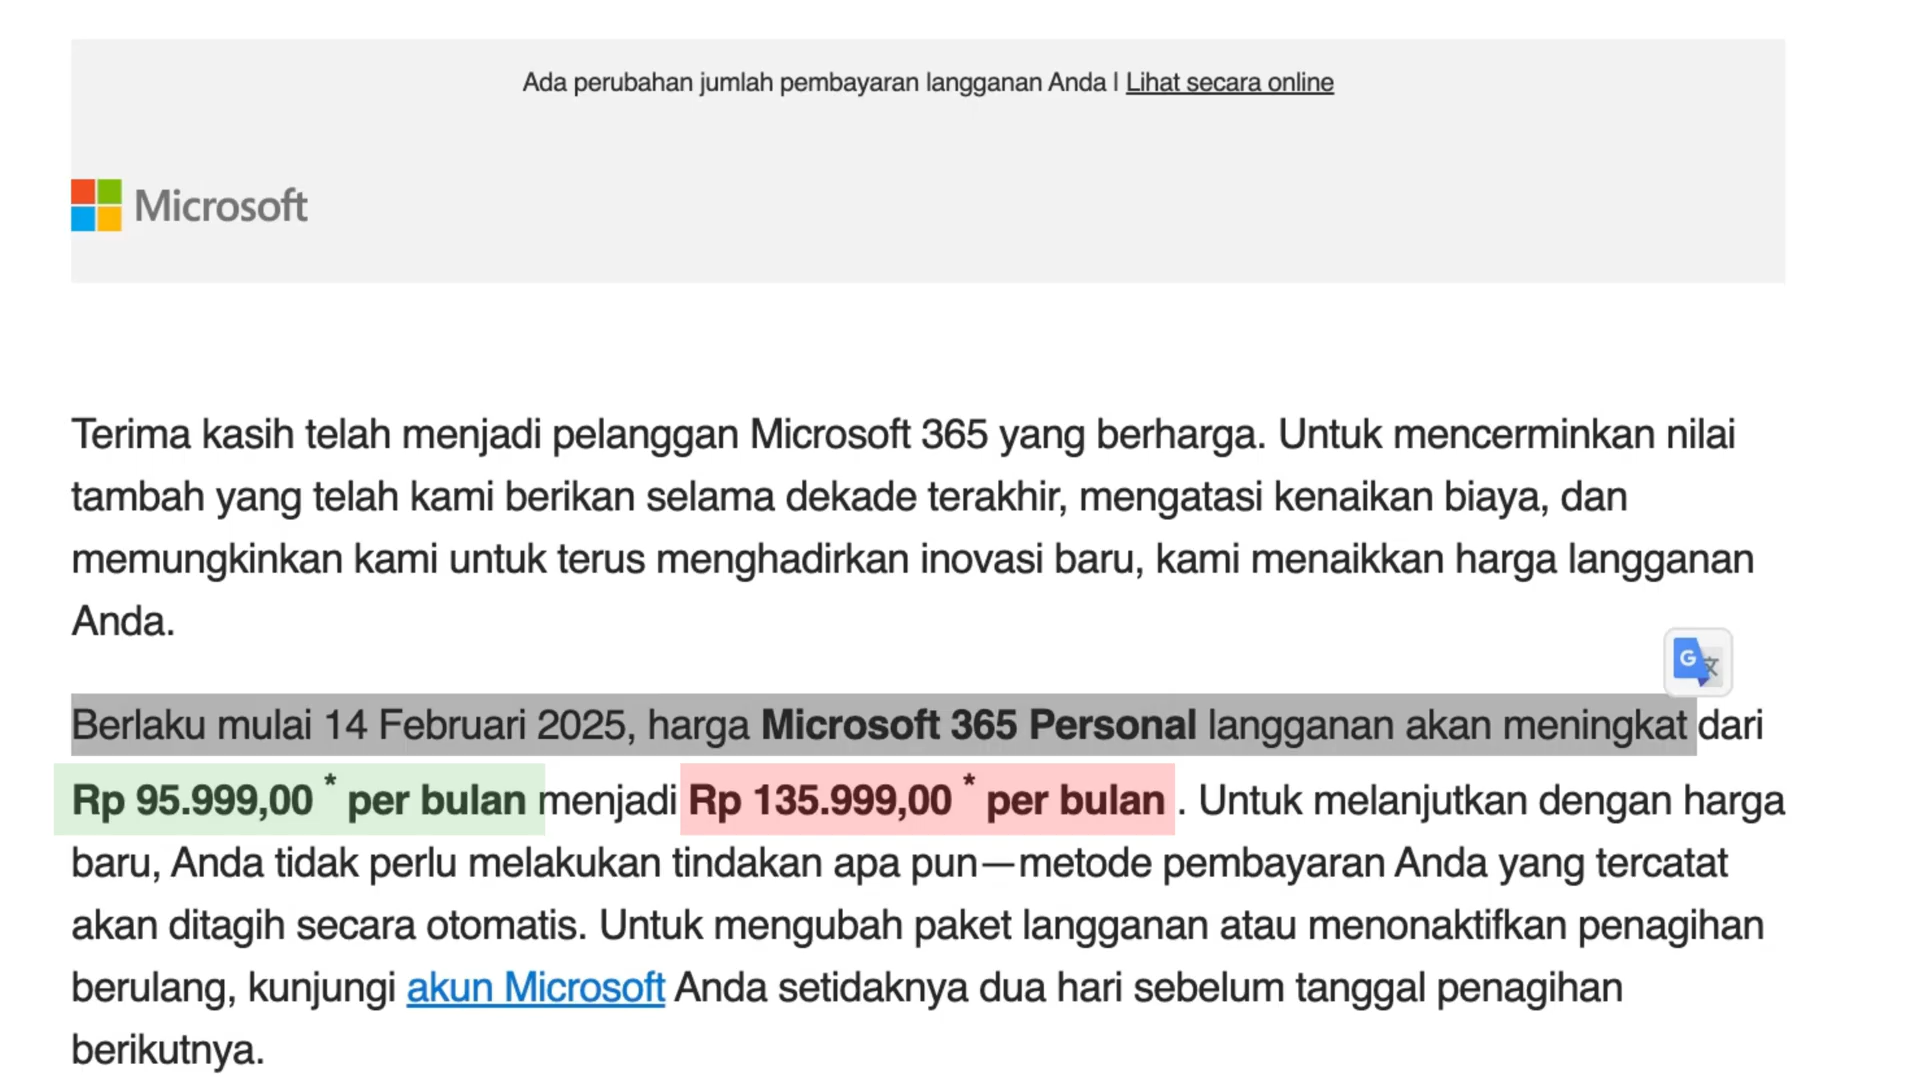 Ada perubahan jumlah pembayaran langganan Anda | Lihat secara online
Microsoft
Terima kasih telah menjadi pelanggan Microsoft 365 yang berharga. Untuk mencerminkan nilai
tambah yang telah kami berikan selama dekade terakhir, mengatasi kenaikan biaya, dan
memungkinkan kami untuk terus menghadirkan inovasi baru, kami menaikkan harga langganan
Anda.
G文
Berlaku mulai 14 Februari 2025, harga Microsoft 365 Personal langganan akan meningkat dari
Rp 95.999,00 * per bulan menjadi Rp 135.999,00 * per bulan . Untuk melanjutkan dengan harga
baru, Anda tidak perlu melakukan tindakan apa pun—metode pembayaran Anda yang tercatat
akan ditagih secara otomatis. Untuk mengubah paket langganan atau menonaktifkan penagihan
berulang, kunjungi akun Microsoft Anda setidaknya dua hari sebelum tanggal penagihan
berikutnya.